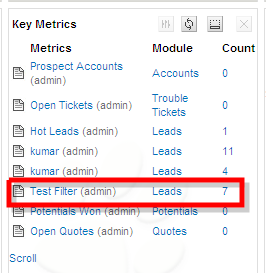 Key Metrics
Metrics Module Count
Prospect Accounts (admin) Accounts 0
Open Tickets (admin) Trouble Tickets 0
Hot Leads (admin) Leads 1
kumar (admin) Leads 11
kumar (admin) Leads 4
Test Filter (admin) Leads 7
Potentials Won (admin) Potentials 0
Open Quotes (admin) Quotes 0
Scroll